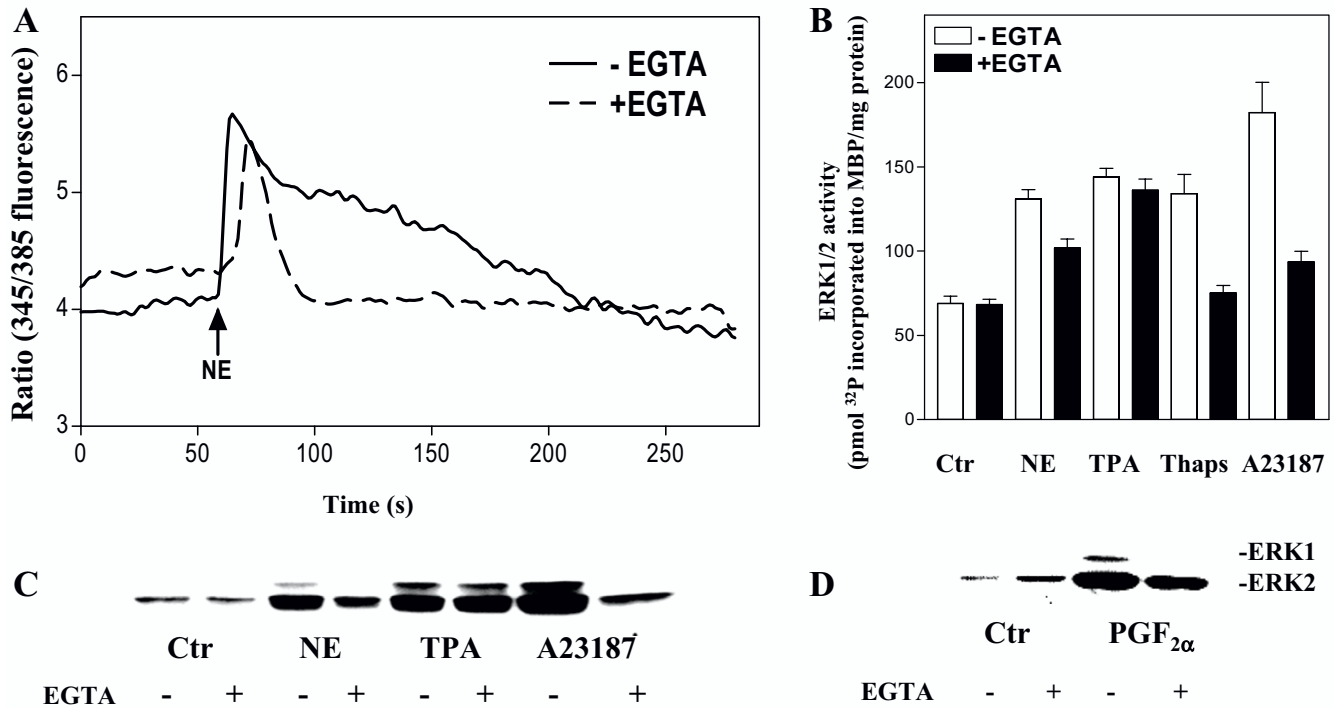 A
Ratio (345/385 fluorescence)
6
5
4
3
- EGTA
+EGTA
NE
0 50 100 150 200 250
Time (s)
B
ERK1/2 activity
(pmol ³²P incorporated into MBP/mg protein)
- EGTA
+EGTA
200
150
100
50
0
Ctr NE TPA Thaps A23187
C
Ctr NE TPA A23187
EGTA - + - + - + - +
D
-ERK1
-ERK2
Ctr PGF₂α
EGTA - + - +